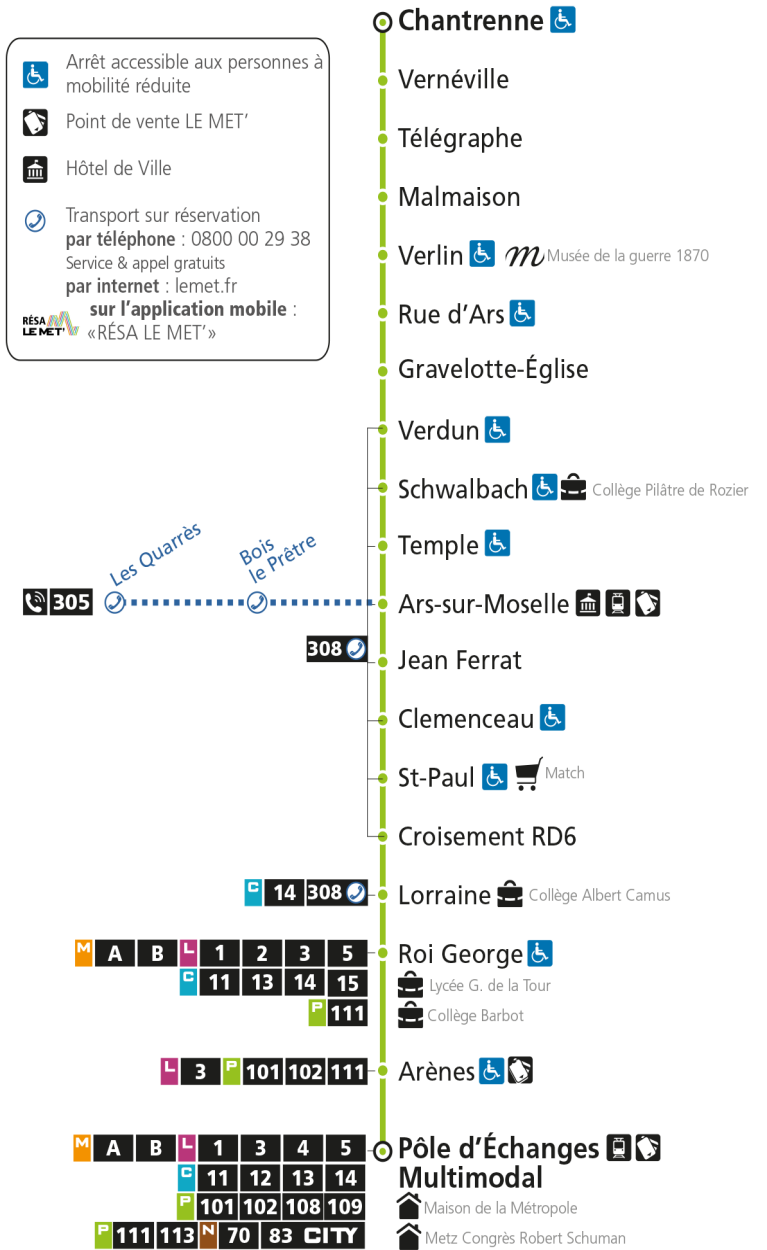 Chantrenne
Arrêt accessible aux personnes à
mobilité réduite
Point de vente LE MET’
Hôtel de Ville
Transport sur réservation
par téléphone : 0800 00 29 38
Service & appel gratuits
par internet : lemet.fr
RÉSA LE MET' sur l’application mobile :
«RÉSA LE MET’»
Vernéville
Télégraphe
Malmaison
Verlin m Musée de la guerre 1870
Rue d’Ars
Gravelotte-Église
Verdun
Schwalbach Collège Pilâtre de Rozier
Temple
Les Quarrès
Bois
le Prêtre
305 Ars-sur-Moselle
308 Jean Ferrat
Clemenceau
St-Paul Match
Croisement RD6
C 14 308 Lorraine Collège Albert Camus
M A B L 1 2 3 5 Roi George
C 11 13 14 15 Lycée G. de la Tour
P 111 Collège Barbot
L 3 P 101 102 111 Arènes
M A B L 1 3 4 5 Pôle d’Échanges
C 11 12 13 14 Multimodal
P 101 102 108 109 Maison de la Métropole
P 111 113 N 70 83 CITY Metz Congrès Robert Schuman